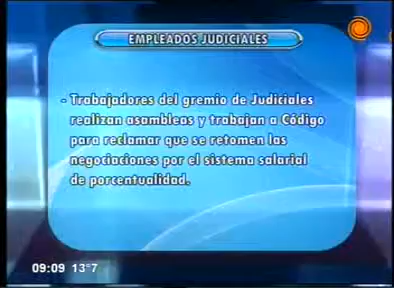 EMPLEADOS JUDICIALES
- Trabajadores del gremio de Judiciales
realizan asambleas y trabajan a Código
para reclamar que se retomen las
negociaciones por el sistema salarial
de porcentualidad.
09:09 13°7